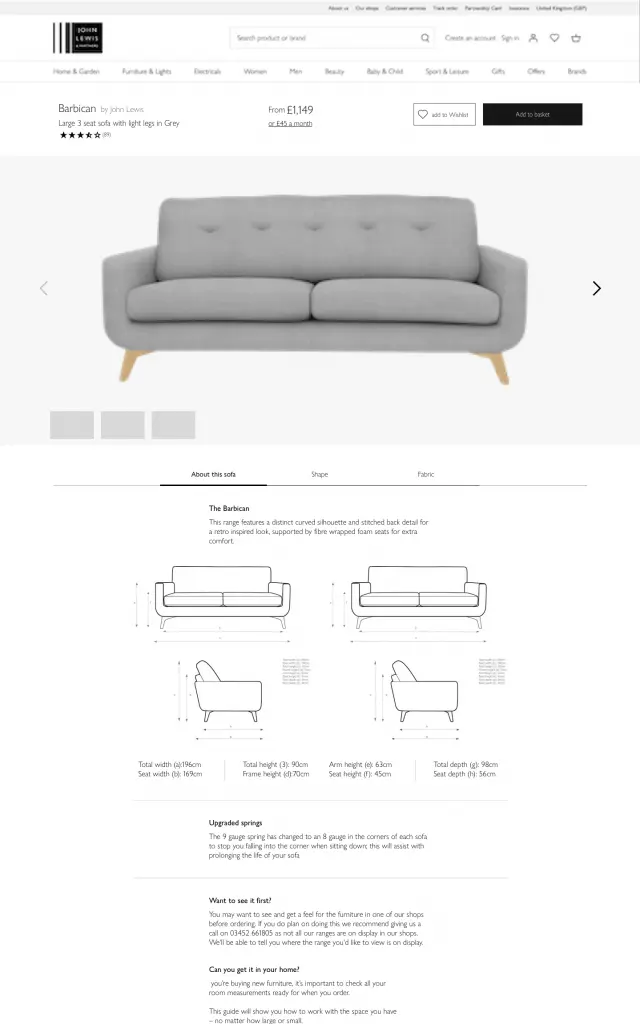 About us Our shops Customer services Track order Partnership Card Insurance United Kingdom (GBP)
JOHN
LEWIS
& PARTNERS
Search product or brand
Create an account Sign in
Home & Garden Furniture & Lights Electricals Women Men Beauty Baby & Child Sport & Leisure Gifts Offers Brands
Barbican by John Lewis
Large 3 seat sofa with light legs in Grey
(89)
From £1,149
or £45 a month
add to Wishlist
Add to basket
About this sofa Shape Fabric
The Barbican
This range features a distinct curved silhouette and stitched back detail for
a retro inspired look, supported by fibre wrapped foam seats for extra
comfort.
Total width (a):196cm
Seat width (b): 169cm
Total height (3): 90cm
Frame height (d):70cm
Arm height (e): 63cm
Seat height (f): 45cm
Total depth (g): 98cm
Seat depth (h): 56cm
Upgraded springs
The 9 gauge spring has changed to an 8 gauge in the corners of each sofa
to stop you falling into the corner when sitting down; this will assist with
prolonging the life of your sofa
Want to see it first?
You may want to see and get a feel for the furniture in one of our shops
before ordering. If you do plan on doing this we recommend giving us a
call on 03452 661805 as not all our ranges are on display in our shops.
We'll be able to tell you where the range you'd like to view is on display.
Can you get it in your home?
you're buying new furniture, it's important to check all your
room measurements ready for when you order.
This guide will show you how to work with the space you have
– no matter how large or small.